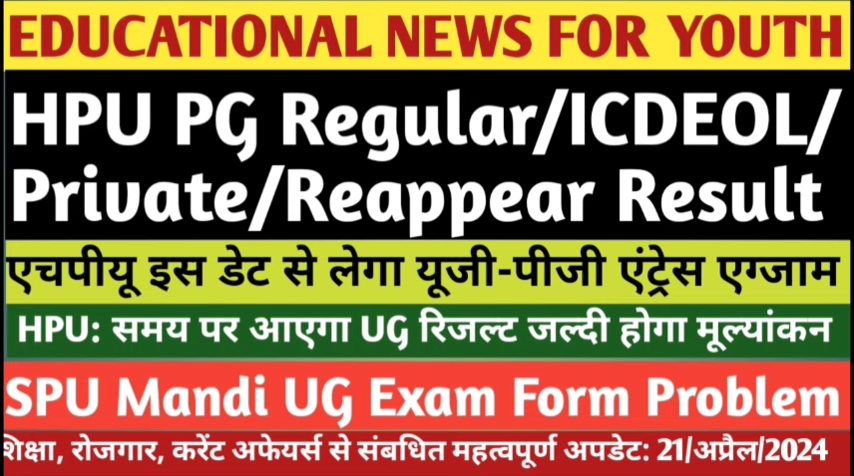 EDUCATIONAL NEWS FOR YOUTH
HPU PG Regular/ICDEOL/
Private/Reappear Result
एचपीयू इस डेट से लेगा यूजी-पीजी एंट्रेस एग्जाम
HPU: समय पर आएगा UG रिजल्ट जल्दी होगा मूल्यांकन
SPU Mandi UG Exam Form Problem
शिक्षा, रोजगार, करेंट अफेयर्स से संबधित महत्वपूर्ण अपडेट: 21/अप्रैल/2024